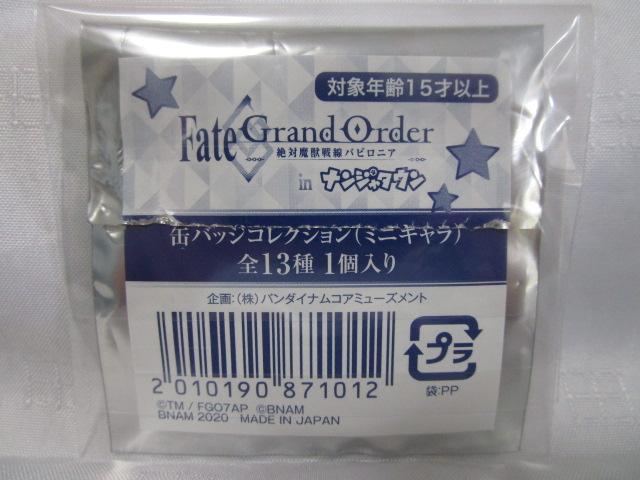 対象年齢15才以上
Fate Grand Order
絶対魔獣戦線バビロニア
in ナンジャタウン
缶バッジコレクション(ミニキャラ)
全13種 1個入り
企画:(株)バンダイナムコアミューズメント
2 010190 871012
プラ
袋:PP
©TM / FGO7AP ©BNAM
BNAM 2020 MADE IN JAPAN